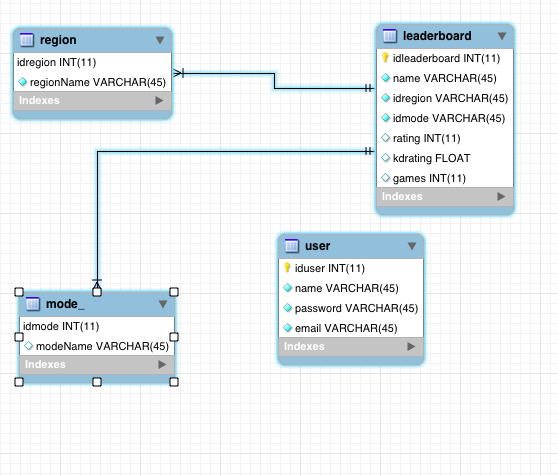 region
idregion INT(11)
regionName VARCHAR(45)
Indexes
leaderboard
idleaderboard INT(11)
name VARCHAR(45)
idregion VARCHAR(45)
idmode VARCHAR(45)
rating INT(11)
kdrating FLOAT
games INT(11)
Indexes
user
iduser INT(11)
name VARCHAR(45)
password VARCHAR(45)
email VARCHAR(45)
Indexes
mode_
idmode INT(11)
modeName VARCHAR(45)
Indexes